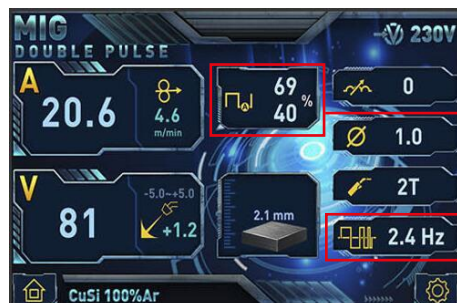 MIG
DOUBLE PULSE
230V
A
20.6
4.6
m/min
69
40 %
0
Ø 1.0
V
81
-5.0~+5.0
+1.2
2.1 mm
2T
2.4 Hz
CuSi 100%Ar